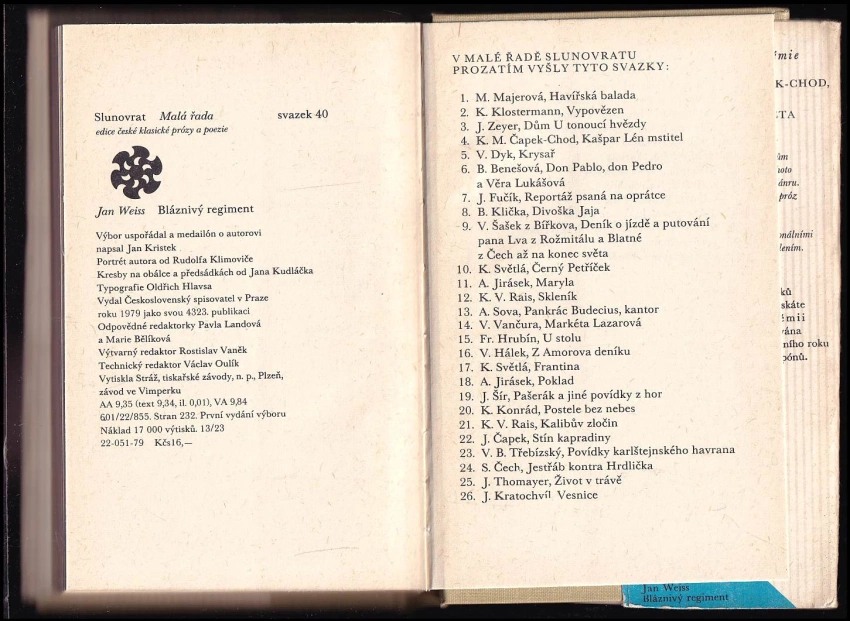 Slunovrat Malá řada svazek 40
edice české klasické prózy a poezie
Jan Weiss Bláznivý regiment
Výbor uspořádal a medailón o autorovi
napsal Jan Kristek
Portrét autora od Rudolfa Klimoviče
Kresby na obálce a předsádkách od Jana Kudláčka
Typografie Oldřich Hlavsa
Vydal Československý spisovatel v Praze
roku 1979 jako svou 4323. publikaci
Odpovědné redaktorky Pavla Landová
a Marie Bělíková
Výtvarný redaktor Rostislav Vaněk
Technický redaktor Václav Oulík
Vytiskla Stráž, tiskařské závody, n. p., Plzeň,
závod ve Vimperku
AA 9,35 (text 9,34, il. 0,01), VA 9,84
601/22/855. Stran 232. První vydání výboru
Náklad 17 000 výtisků. 13/23
22-051-79 Kčs16,—
V MALÉ ŘADĚ SLUNOVRATU
PROZATÍM VYŠLY TYTO SVAZKY:
1. M. Majerová, Havířská balada
2. K. Klostermann, Vypovězen
3. J. Zeyer, Dům U tonoucí hvězdy
4. K. M. Čapek-Chod, Kašpar Lén mstitel
5. V. Dyk, Krysař
6. B. Benešová, Don Pablo, don Pedro
a Věra Lukášová
7. J. Fučík, Reportáž psaná na oprátce
8. B. Klička, Divoška Jaja
9. V. Šašek z Bířkova, Deník o jízdě a putování
pana Lva z Rožmitálu a Blatné
z Čech až na konec světa
10. K. Světlá, Černý Petříček
11. A. Jirásek, Maryla
12. K. V. Rais, Skleník
13. A. Sova, Pankrác Budecius, kantor
14. V. Vančura, Markéta Lazarová
15. Fr. Hrubín, U stolu
16. V. Hálek, Z Amorova deníku
17. K. Světlá, Frantina
18. A. Jirásek, Poklad
19. J. Šír, Pašerák a jiné povídky z hor
20. K. Konrád, Postele bez nebes
21. K. V. Rais, Kalibův zločin
22. J. Čapek, Stín kapradiny
23. V. B. Třebízský, Povídky karlštejnského havrana
24. S. Čech, Jestřáb kontra Hrdlička
25. J. Thomayer, Život v trávě
26. J. Kratochvíl Vesnice
K-CHOD,
ního roku
Jan Weiss
Bláznivý regiment